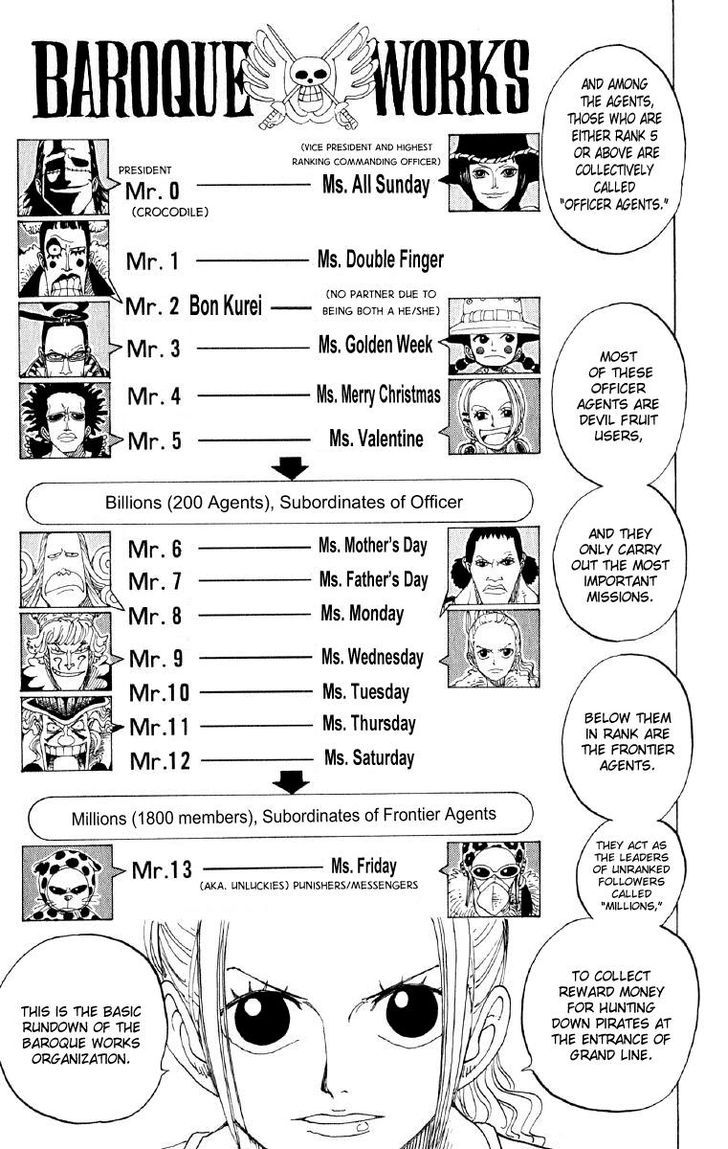 BAROQUE WORKS
AND AMONG
THE AGENTS,
THOSE WHO ARE
EITHER RANK 5
OR ABOVE ARE
COLLECTIVELY
CALLED
"OFFICER AGENTS."
(VICE PRESIDENT AND HIGHEST
RANKING COMMANDING OFFICER)
PRESIDENT
Mr. 0 Ms. All Sunday
(CROCODILE)
Mr. 1 Ms. Double Finger
Mr. 2 Bon Kurei (NO PARTNER DUE TO
BEING BOTH A HE/SHE)
Mr. 3 Ms. Golden Week
Mr. 4 Ms. Merry Christmas
Mr. 5 Ms. Valentine
MOST
OF THESE
OFFICER
AGENTS ARE
DEVIL FRUIT
USERS,
Billions (200 Agents), Subordinates of Officer
AND THEY
ONLY CARRY
OUT THE MOST
IMPORTANT
MISSIONS.
Mr. 6 Ms. Mother's Day
Mr. 7 Ms. Father's Day
Mr. 8 Ms. Monday
Mr. 9 Ms. Wednesday
Mr.10 Ms. Tuesday
Mr.11 Ms. Thursday
Mr.12 Ms. Saturday
BELOW THEM
IN RANK ARE
THE FRONTIER
AGENTS.
Millions (1800 members), Subordinates of Frontier Agents
Mr.13 Ms. Friday
(AKA. UNLUCKIES) PUNISHERS/MESSENGERS
THEY ACT AS
THE LEADERS
OF UNRANKED
FOLLOWERS
CALLED
"MILLIONS,"
TO COLLECT
REWARD MONEY
FOR HUNTING
DOWN PIRATES AT
THE ENTRANCE OF
GRAND LINE.
THIS IS THE BASIC
RUNDOWN OF THE
BAROQUE WORKS
ORGANIZATION.